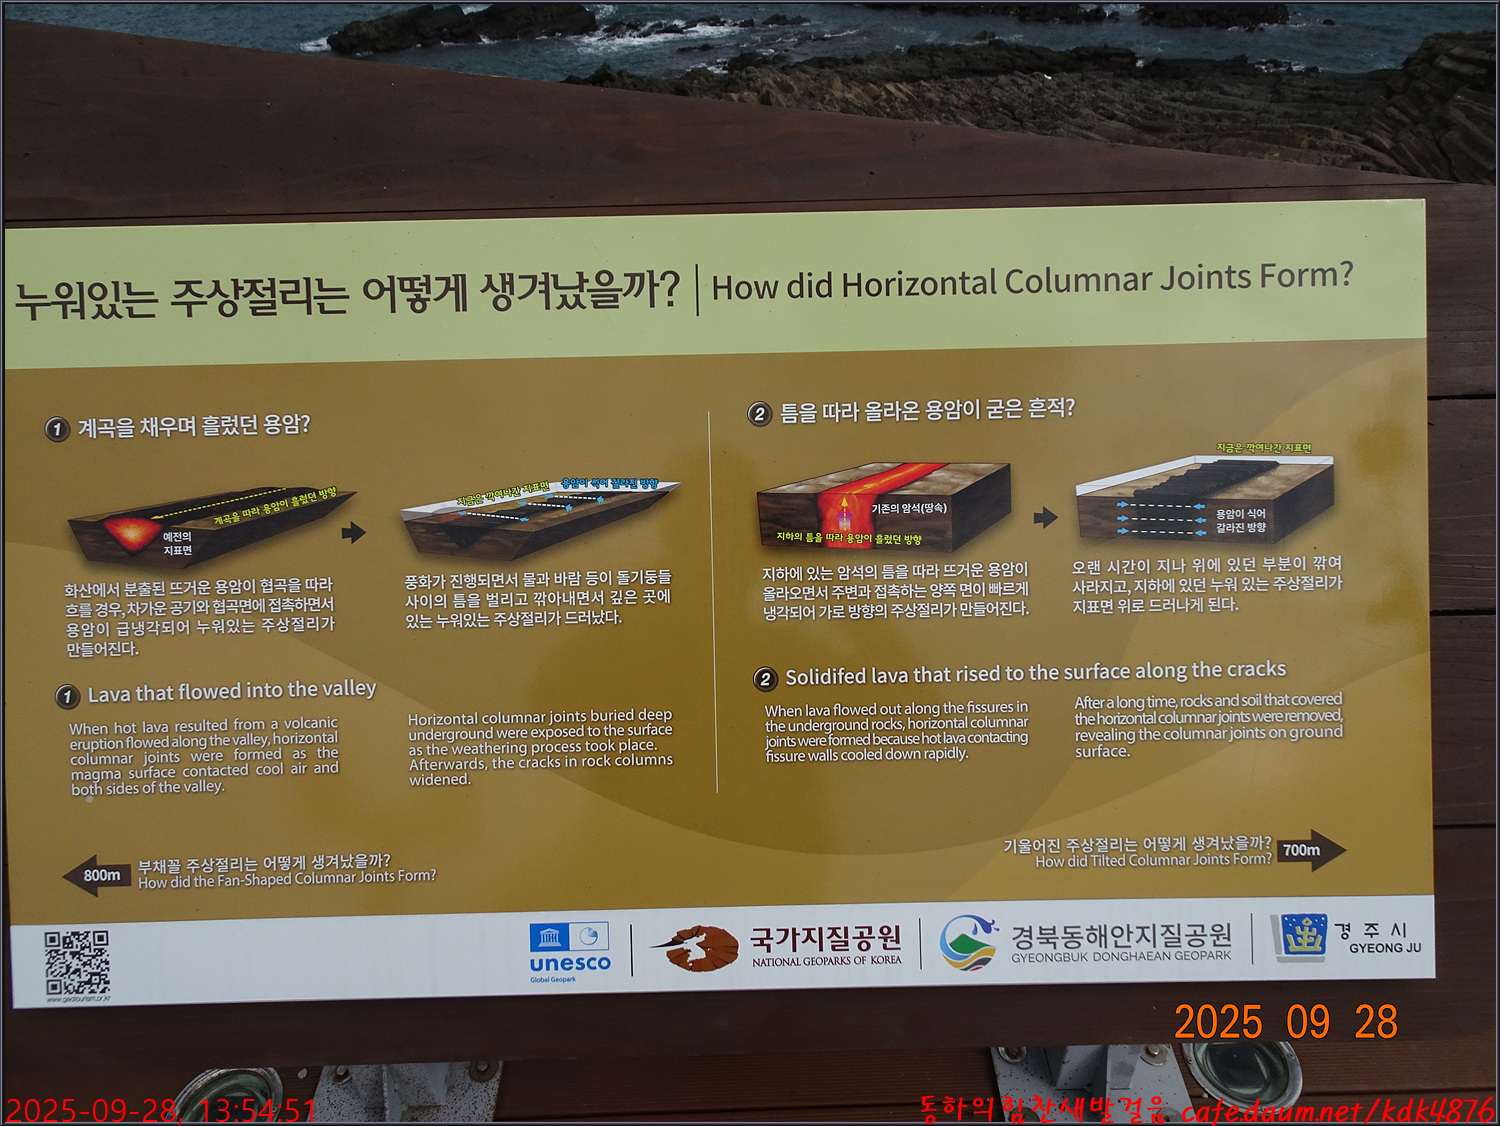 누워있는 주상절리는 어떻게 생겨났을까? How did Horizontal Columnar Joints Form?
1 계곡을 채우며 흘렀던 용암?
계곡을 따라 용암이 흘렀던 방향
예전의
지표면
지금은 깎여나간 지표면
용암이 식어 갈라진 방향
화산에서 분출된 뜨거운 용암이 협곡을 따라
흐를 경우, 차가운 공기와 협곡면에 접촉하면서
용암이 급냉각되어 누워있는 주상절리가
만들어진다.
풍화가 진행되면서 물과 바람 등이 돌기둥들
사이의 틈을 벌리고 깎아내면서 깊은 곳에
있는 누워있는 주상절리가 드러났다.
1 Lava that flowed into the valley
When hot lava resulted from a volcanic
eruption flowed along the valley, horizontal
columnar joints were formed as the
magma surface contacted cool air and
both sides of the valley.
Horizontal columnar joints buried deep
underground were exposed to the surface
as the weathering process took place.
Afterwards, the cracks in rock columns
widened.
2 틈을 따라 올라온 용암이 굳은 흔적?
기존의 암석(땅속)
지하의 틈을 따라 용암이 흘렀던 방향
지금은 깎여나간 지표면
용암이 식어
갈라진 방향
지하에 있는 암석의 틈을 따라 뜨거운 용암이
올라오면서 주변과 접촉하는 양쪽 면이 빠르게
냉각되어 가로 방향의 주상절리가 만들어진다.
오랜 시간이 지나 위에 있던 부분이 깎여
사라지고, 지하에 있던 누워 있는 주상절리가
지표면 위로 드러나게 된다.
2 Solidifed lava that rised to the surface along the cracks
When lava flowed out along the fissures in
the underground rocks, horizontal columnar
joints were formed because hot lava contacting
fissure walls cooled down rapidly.
After a long time, rocks and soil that covered
the horizontal columnar joints were removed,
revealing the columnar joints on ground
surface.
800m
부채꼴 주상절리는 어떻게 생겨났을까?
How did the Fan-Shaped Columnar Joints Form?
기울어진 주상절리는 어떻게 생겨났을까?
How did Tilted Columnar Joints Form?
700m
www.geotourism.or.kr
unesco
Global Geopark
국가지질공원
NATIONAL GEOPARKS OF KOREA
경북동해안지질공원
GYEONGBUK DONGHAEAN GEOPARK
경주시
GYEONG JU
2025 09 28
2025-09-28, 13:54:51
동하의힘찬새발걸음 cafe.daum.net/kdk4876